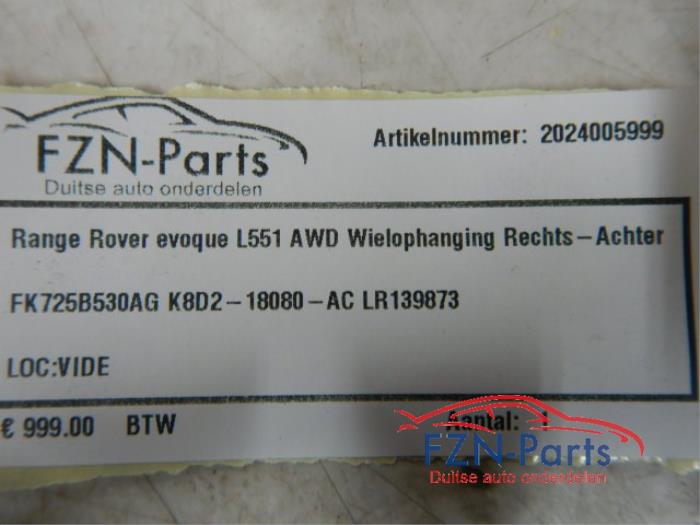 FZN-Parts
Duitse auto onderdelen
Artikelnummer: 2024005999
Range Rover evoque L551 AWD Wielophanging Rechts-Achter
FK725B530AG K8D2-18080-AC LR139873
LOC:VIDE
€ 999.00 BTW
Aantal: 1
FZN-Parts
Duitse auto onderdelen